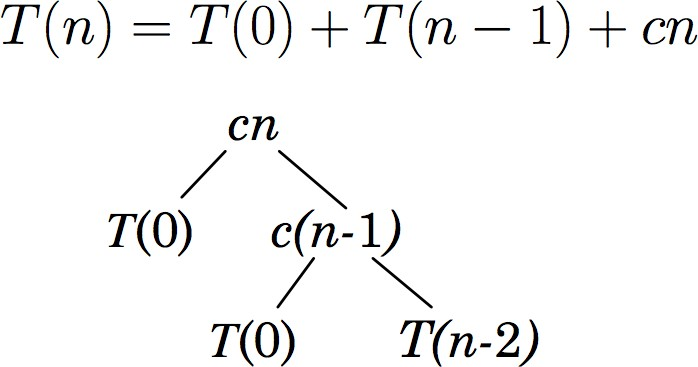 T(n) = T(0) + T(n − 1) + cn
cn
T(0) c(n-1)
T(0) T(n-2)